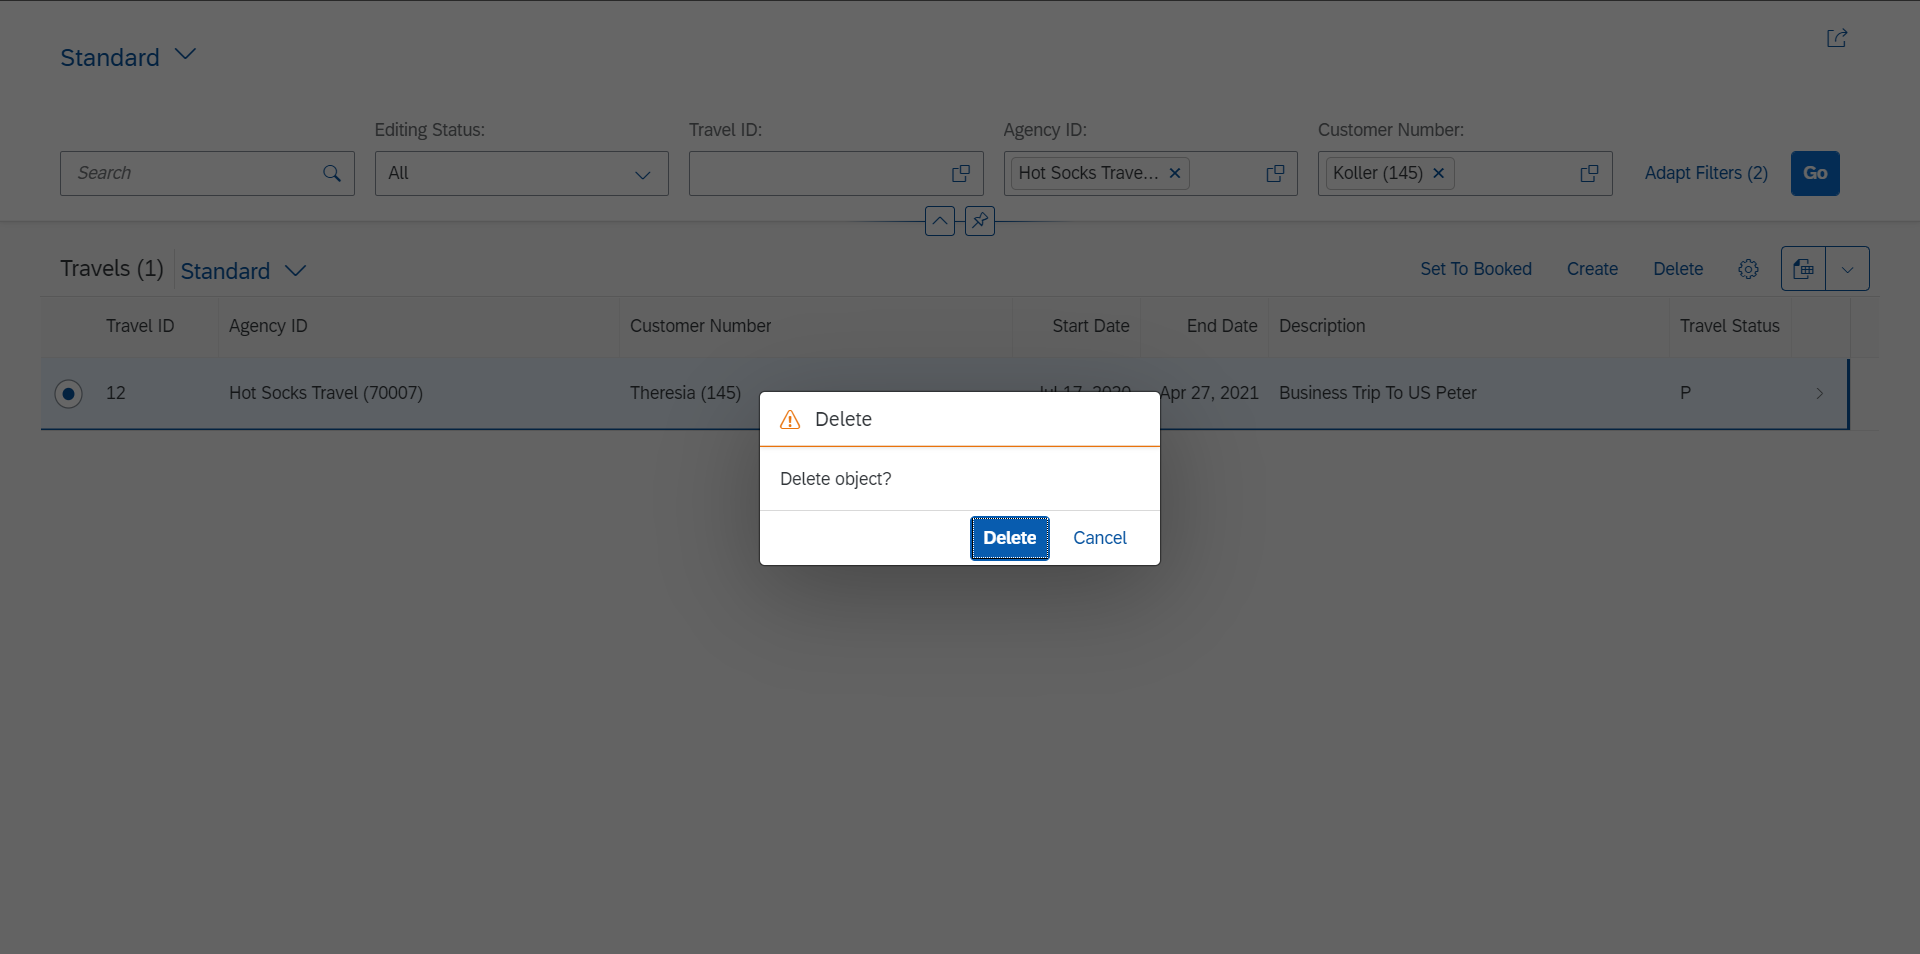 Standard
Editing Status:
Travel ID:
Agency ID:
Customer Number:
Search
All
Hot Socks Trave...
Koller (145)
Adapt Filters (2)
Go
Travels (1)
Standard
Set To Booked
Create
Delete
Travel ID
Agency ID
Customer Number
Start Date
End Date
Description
Travel Status
12
Hot Socks Travel (70007)
Theresia (145)
Jul 17, 2020
Apr 27, 2021
Business Trip To US Peter
P
Delete
Delete object?
Delete
Cancel